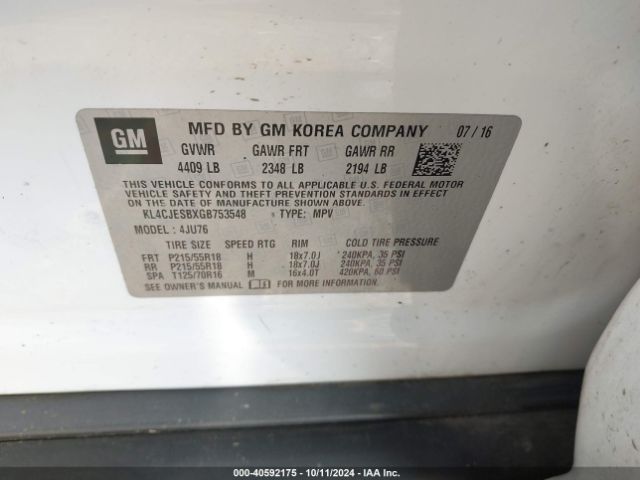 GM
MFD BY GM KOREA COMPANY 07/16
GVWR GAWR FRT GAWR RR
4409 LB 2348 LB 2194 LB
THIS VEHICLE CONFORMS TO ALL APPLICABLE U.S. FEDERAL MOTOR
VEHICLE SAFETY AND THEFT PREVENTION STANDARDS IN EFFECT
ON THE DATE OF MANUFACTURE SHOWN ABOVE.
KL4CJESBXGB753548 TYPE: MPV
MODEL: 4JU76
TIRE SIZE SPEED RTG RIM COLD TIRE PRESSURE
FRT P215/55R18 H 18x7.0J 240KPA, 35 PSI
RR P215/55R18 H 18x7.0J 240KPA, 35 PSI
SPA T125/70R16 M 16x4.0T 420KPA, 60 PSI
SEE OWNER'S MANUAL FOR MORE INFORMATION.
000-40592175 - 10/11/2024 - IAA Inc.